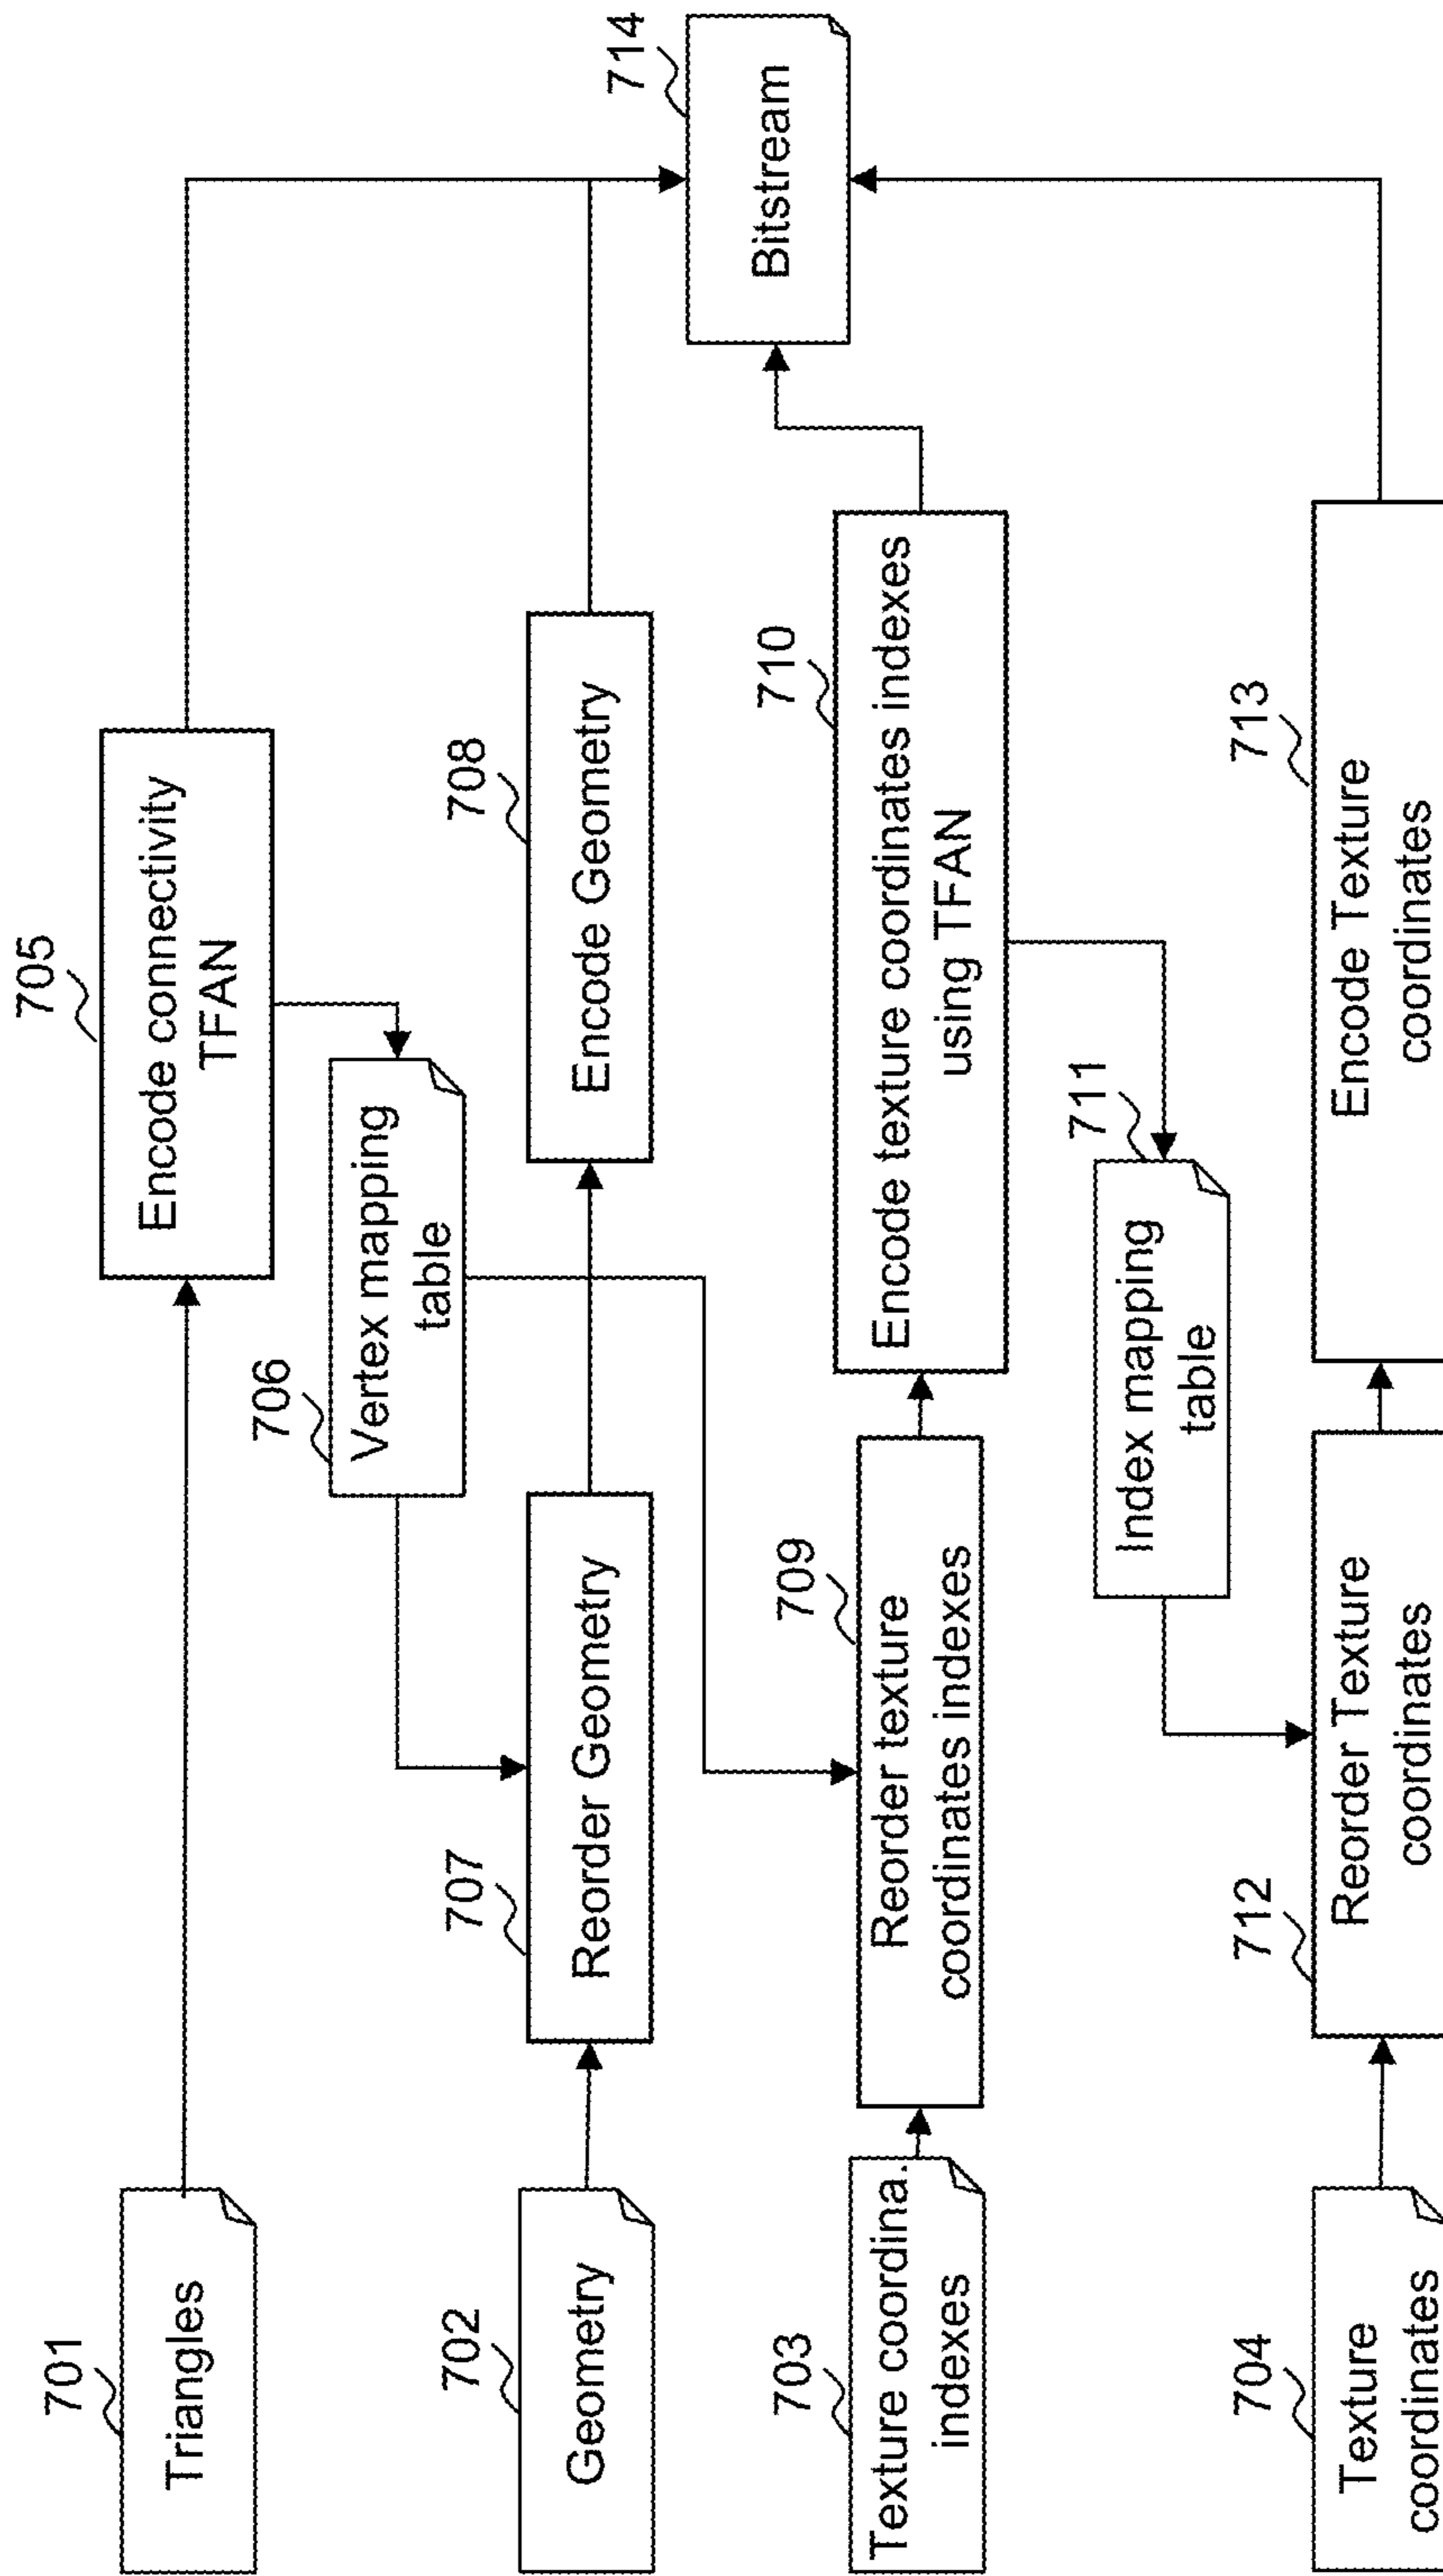 701
Triangles
705
Encode connectivity
TFAN
706
Vertex mapping
table
702
Geometry
707
Reorder Geometry
708
Encode Geometry
714
Bitstream
703
Texture coordina.
indexes
709
Reorder texture
coordinates indexes
710
Encode texture coordinates indexes
using TFAN
711
Index mapping
table
704
Texture
coordinates
712
Reorder Texture
coordinates
713
Encode Texture
coordinates